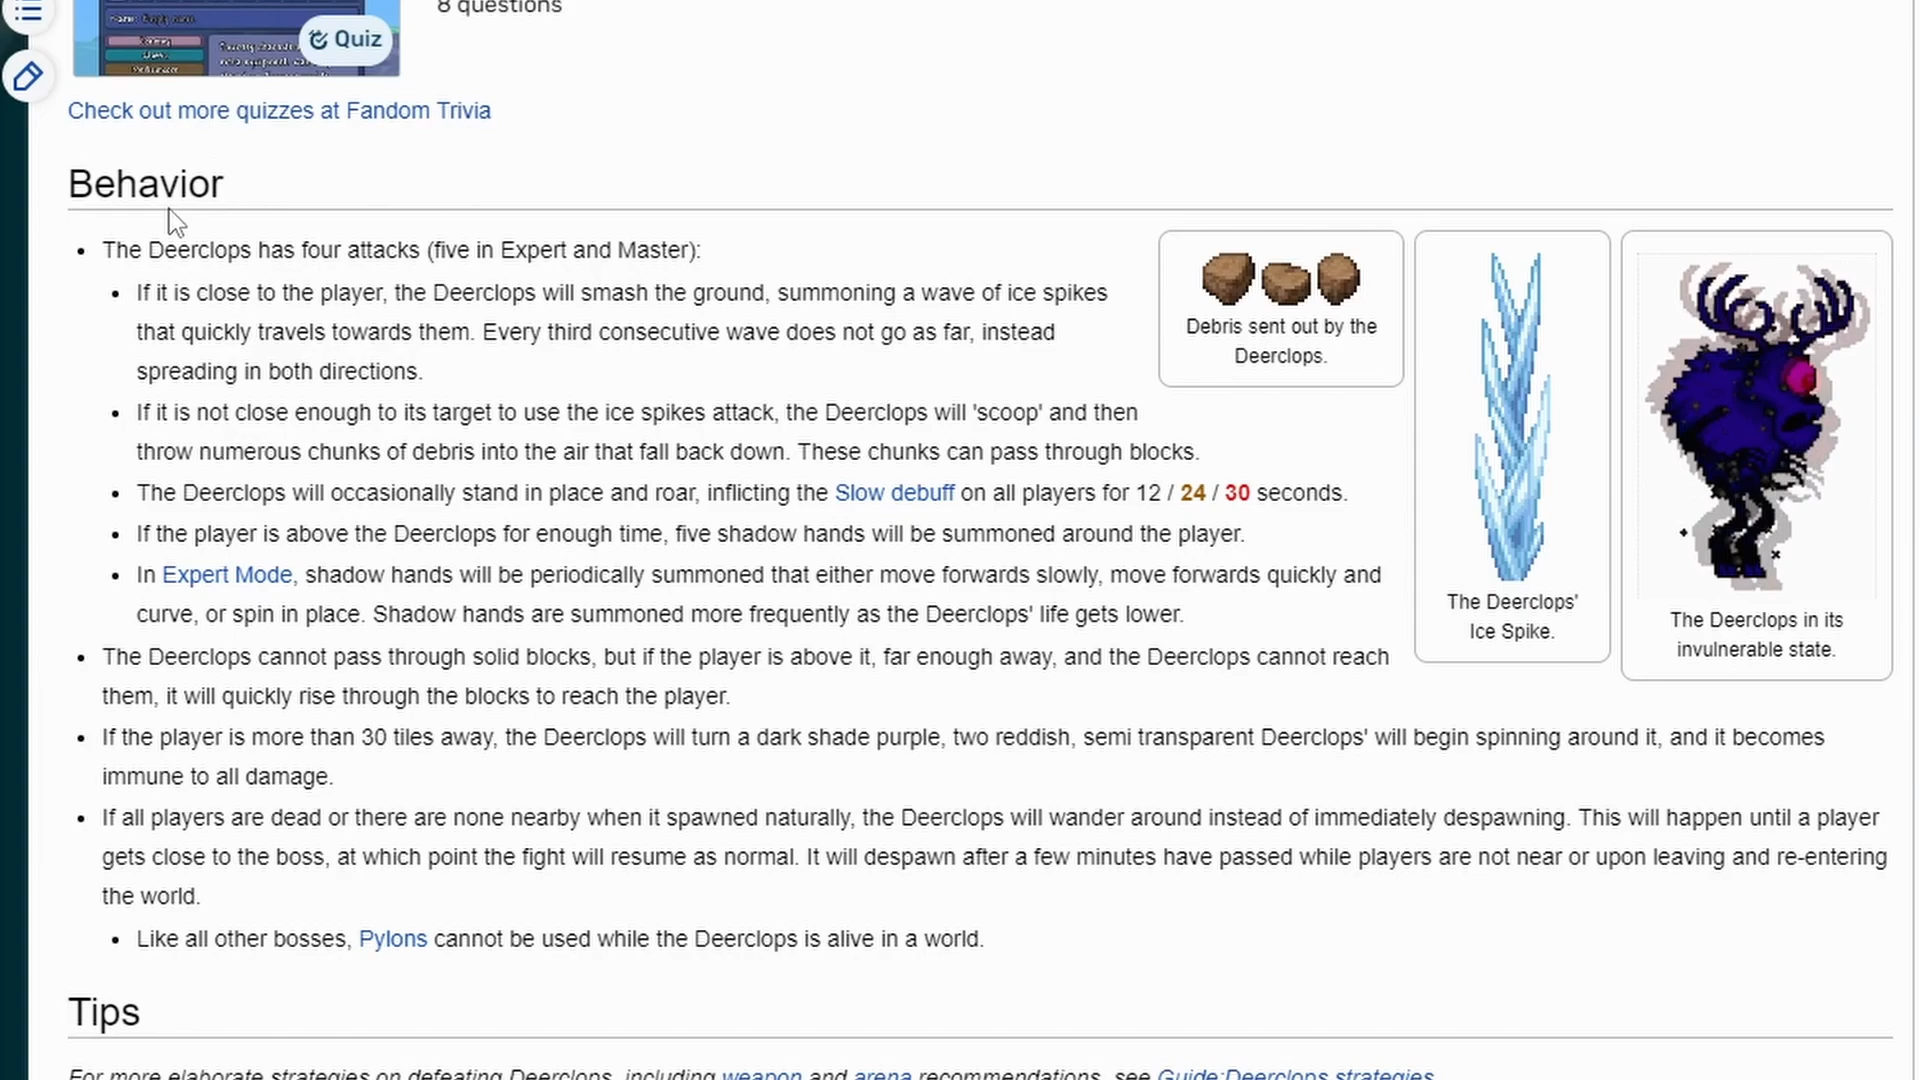 8 questions
Name:
Quiz
Check out more quizzes at Fandom Trivia
Behavior
The Deerclops has four attacks (five in Expert and Master):
If it is close to the player, the Deerclops will smash the ground, summoning a wave of ice spikes
that quickly travels towards them. Every third consecutive wave does not go as far, instead
spreading in both directions.
If it is not close enough to its target to use the ice spikes attack, the Deerclops will 'scoop' and then
throw numerous chunks of debris into the air that fall back down. These chunks can pass through blocks.
The Deerclops will occasionally stand in place and roar, inflicting the Slow debuff on all players for 12 / 24 / 30 seconds.
If the player is above the Deerclops for enough time, five shadow hands will be summoned around the player.
In Expert Mode, shadow hands will be periodically summoned that either move forwards slowly, move forwards quickly and
curve, or spin in place. Shadow hands are summoned more frequently as the Deerclops' life gets lower.
Debris sent out by the
Deerclops.
The Deerclops'
Ice Spike.
The Deerclops in its
invulnerable state.
The Deerclops cannot pass through solid blocks, but if the player is above it, far enough away, and the Deerclops cannot reach
them, it will quickly rise through the blocks to reach the player.
If the player is more than 30 tiles away, the Deerclops will turn a dark shade purple, two reddish, semi transparent Deerclops' will begin spinning around it, and it becomes
immune to all damage.
If all players are dead or there are none nearby when it spawned naturally, the Deerclops will wander around instead of immediately despawning. This will happen until a player
gets close to the boss, at which point the fight will resume as normal. It will despawn after a few minutes have passed while players are not near or upon leaving and re-entering
the world.
Like all other bosses, Pylons cannot be used while the Deerclops is alive in a world.
Tips
For more elaborate strategies on defeating Deerclops, including weapon and arena recommendations, see Guide:Deerclops strategies.